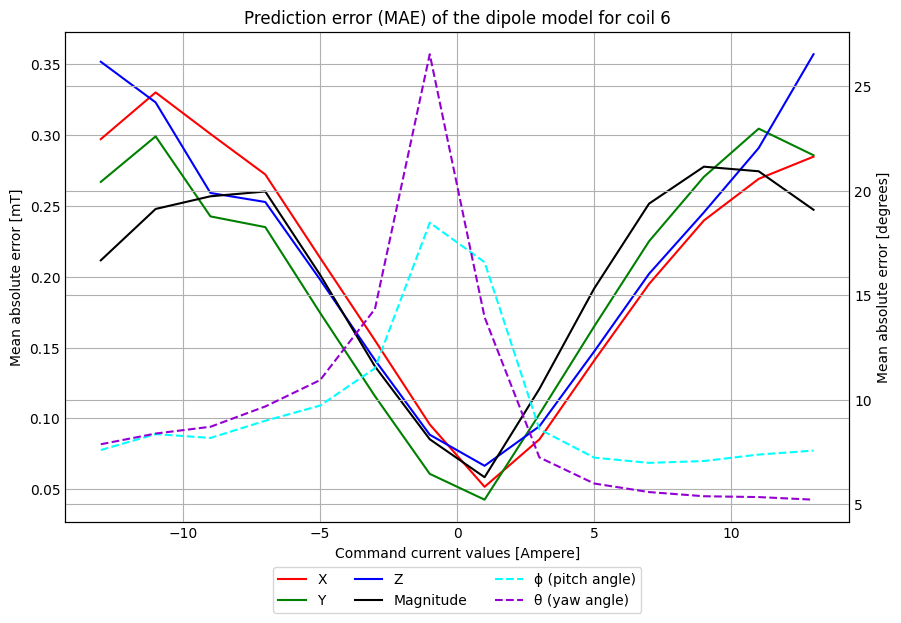 Prediction error (MAE) of the dipole model for coil 6
Mean absolute error [mT]
0.35
0.30
0.25
0.20
0.15
0.10
0.05
25
20
15
10
5
Mean absolute error [degrees]
−10 −5 0 5 10
Command current values [Ampere]
X Z ϕ (pitch angle)
Y Magnitude θ (yaw angle)